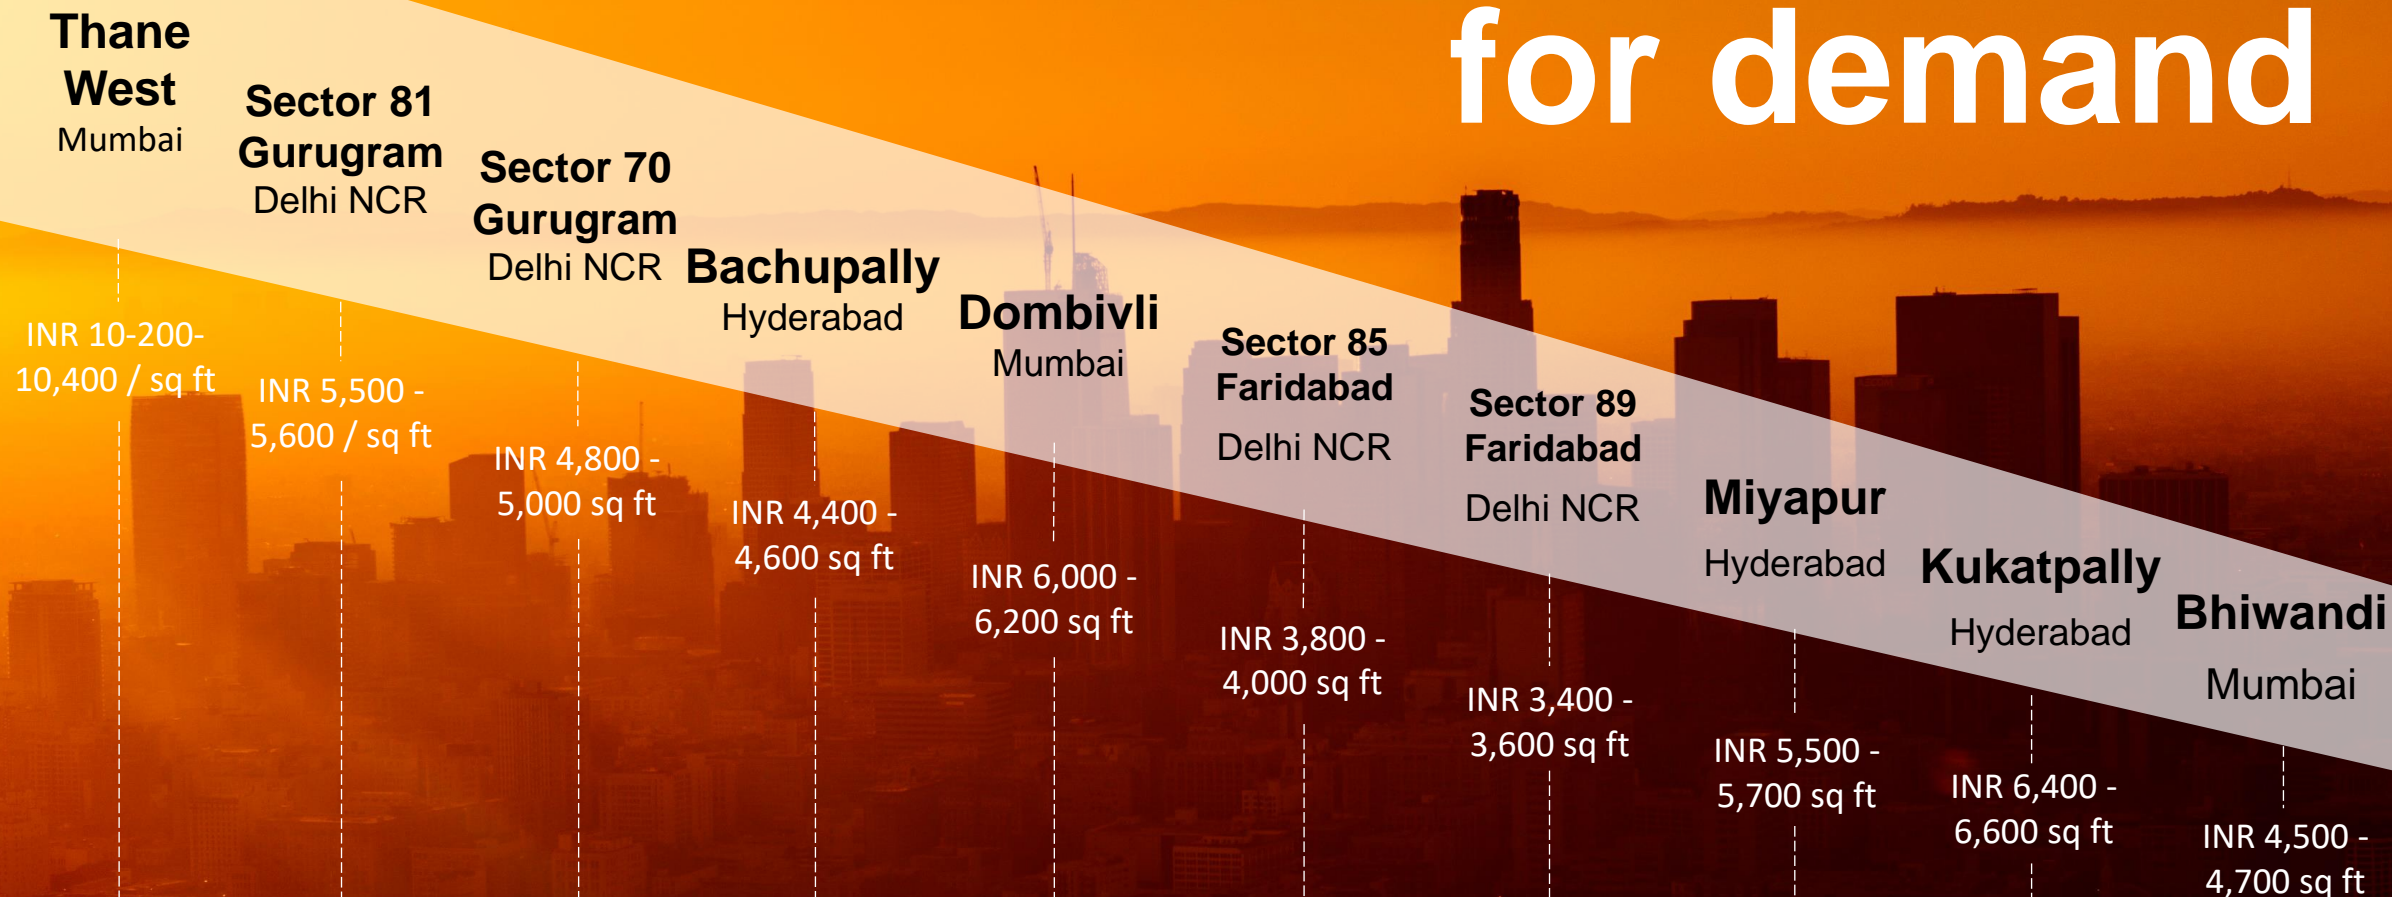 for demand
Thane
West
Mumbai
INR 10-200-
10,400 / sq ft
Sector 81
Gurugram
Delhi NCR
INR 5,500 -
5,600 / sq ft
Sector 70
Gurugram
Delhi NCR
INR 4,800 -
5,000 sq ft
Bachupally
Hyderabad
INR 4,400 -
4,600 sq ft
Dombivli
Mumbai
INR 6,000 -
6,200 sq ft
Sector 85
Faridabad
Delhi NCR
INR 3,800 -
4,000 sq ft
Sector 89
Faridabad
Delhi NCR
INR 3,400 -
3,600 sq ft
Miyapur
Hyderabad
INR 5,500 -
5,700 sq ft
Kukatpally
Hyderabad
INR 6,400 -
6,600 sq ft
Bhiwandi
Mumbai
INR 4,500 -
4,700 sq ft